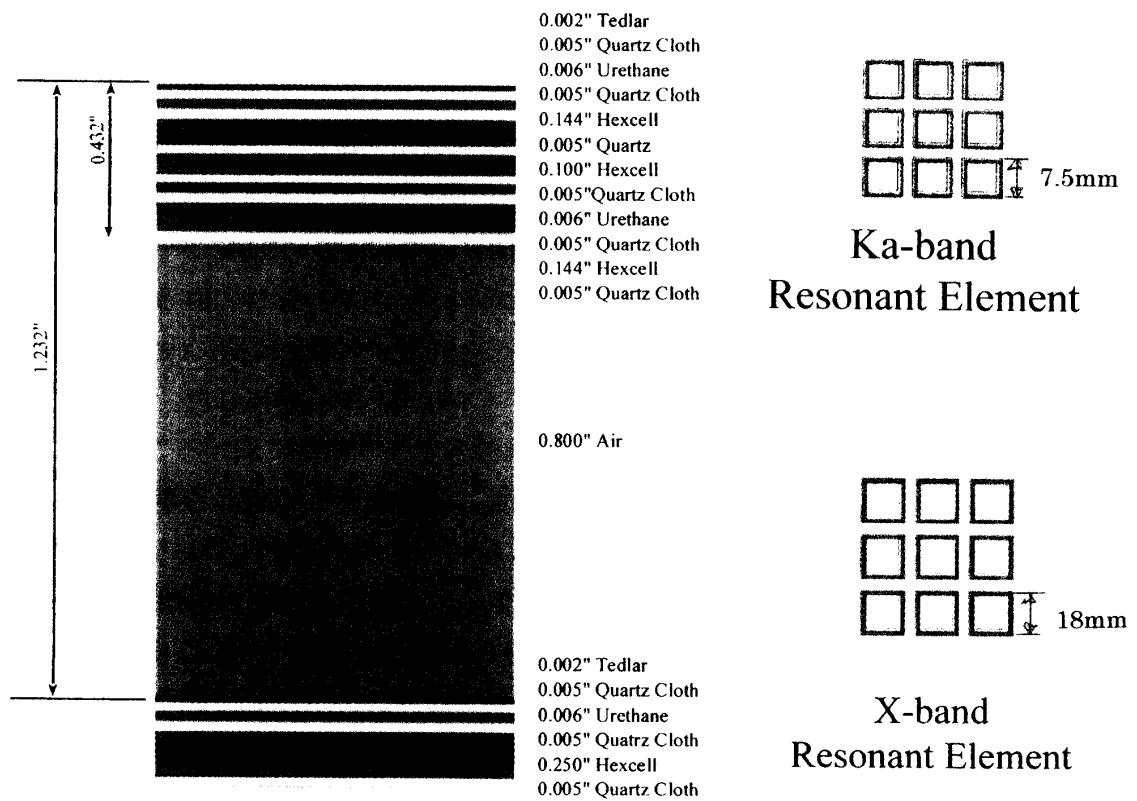 0.002" Tedlar
0.005" Quartz Cloth
0.006" Urethane
0.005" Quartz Cloth
0.144" Hexcell
0.005" Quartz
0.100" Hexcell
0.005"Quartz Cloth
0.006" Urethane
0.005" Quartz Cloth
0.144" Hexcell
0.005" Quartz Cloth
0.432"
1.232"
0.800" Air
0.002" Tedlar
0.005" Quartz Cloth
0.006" Urethane
0.005" Quatrz Cloth
0.250" Hexcell
0.005" Quartz Cloth
7.5mm
Ka-band
Resonant Element
18mm
X-band
Resonant Element